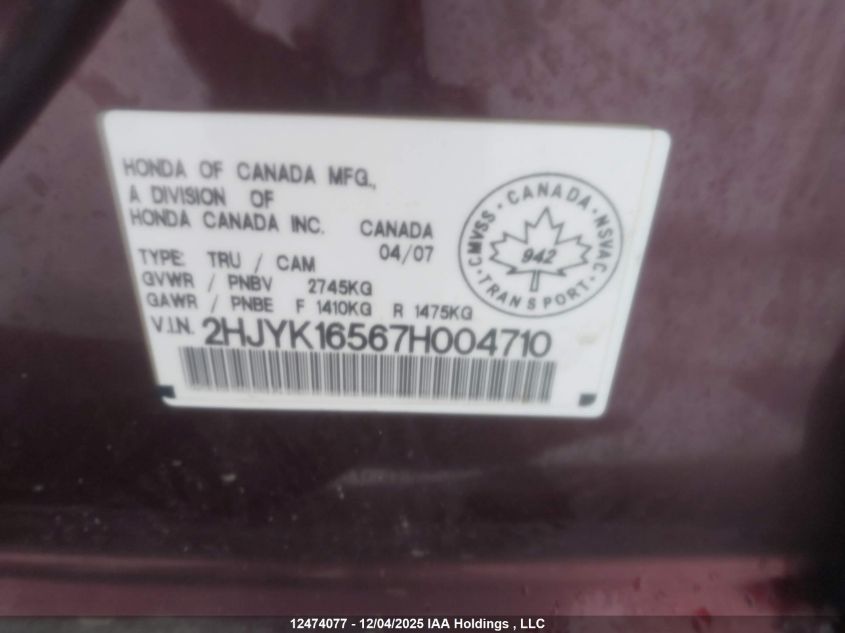 HONDA OF CANADA MFG.,
A DIVISION OF
HONDA CANADA INC. CANADA
04/07
TYPE: TRU / CAM
GVWR / PNBV 2745KG
GAWR / PNBE F 1410KG R 1475KG
V.I.N. 2HJYK16567H004710
CANADA · NSVAC · TRANSPORT · CMVSS ·
942
12474077 - 12/04/2025 IAA Holdings , LLC